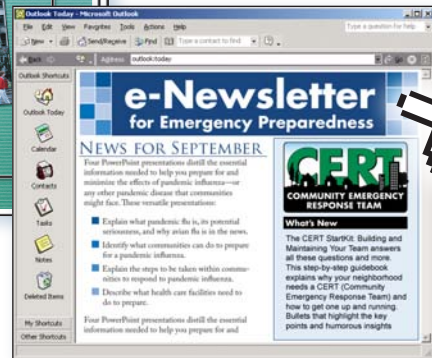 Outlook Today - Microsoft Outlook
File Edit View Favorites Tools Actions Help
Type a question for help
New
Send/Receive
Find
Type a contact to find
Back
Address
outlook:today
Outlook Shortcuts
Outlook Today
Calendar
Contacts
Tasks
Notes
Deleted Items
My Shortcuts
Other Shortcuts
e-Newsletter
for Emergency Preparedness
NEWS FOR SEPTEMBER
Four PowerPoint presentations distill the essential
information needed to help you prepare for and
minimize the effects of pandemic influenza—or
any other pandemic disease that communities
might face. These versatile presentations:
Explain what pandemic flu is, its potential
seriousness, and why avian flu is in the news.
Identify what communities can do to prepare
for a pandemic influenza.
Explain the steps to be taken within commu-
nities to respond to pandemic influenza.
Describe what health care facilities need to
do to prepare.
Four PowerPoint presentations distill the essential
information needed to help you prepare for and
CERT
COMMUNITY EMERGENCY
RESPONSE TEAM
What's New
The CERT StartKit: Building and
Maintaining Your Team answers
all these questions and more.
This step-by-step guidebook
explains why your neighborhood
needs a CERT (Community
Emergency Response Team) and
how to get one up and running.
Bullets that highlight the key
points and humorous insights